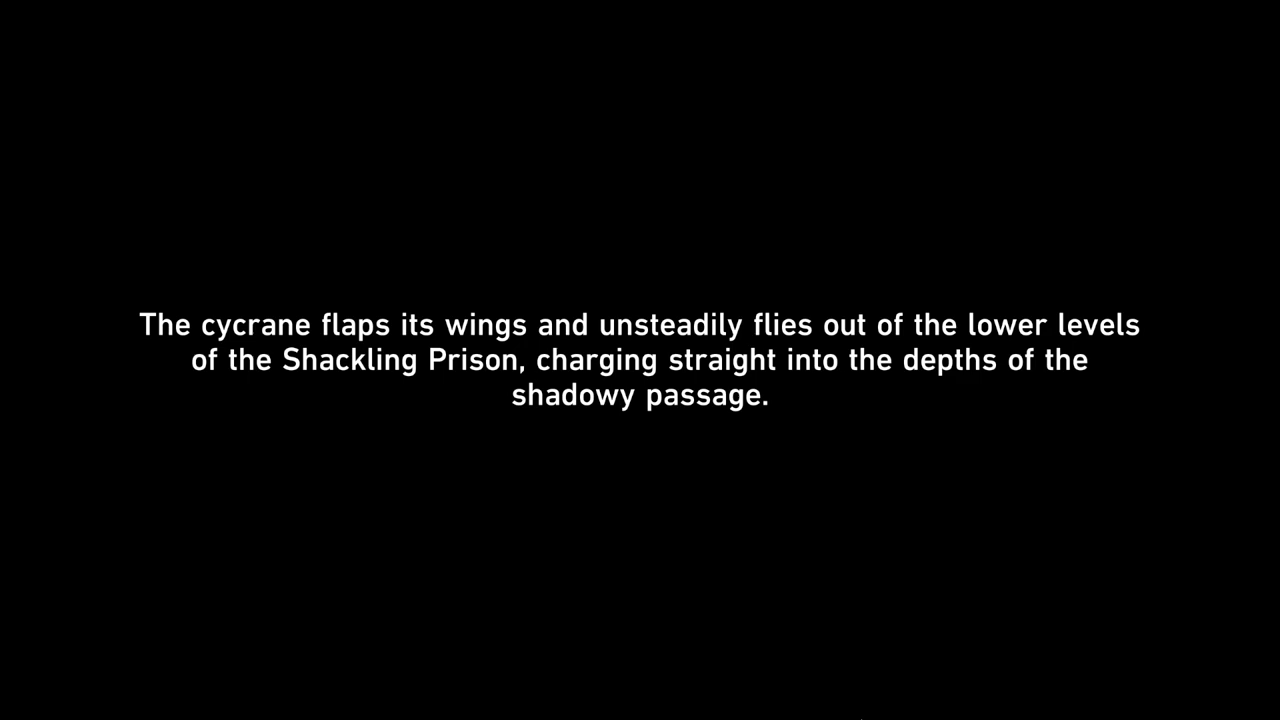 The cycrane flaps its wings and unsteadily flies out of the lower levels
of the Shackling Prison, charging straight into the depths of the
shadowy passage.